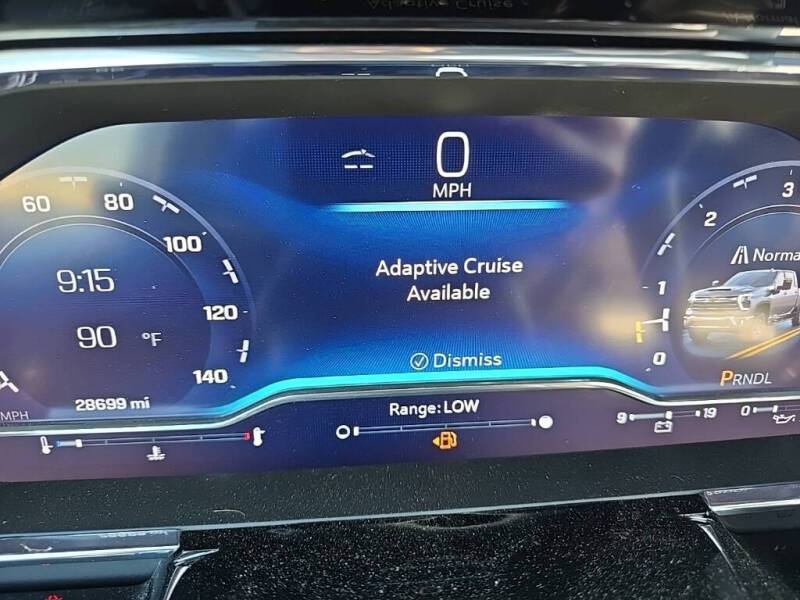 0
MPH
60
80
100
120
140
9:15
90 °F
28699 mi
MPH
Adaptive Cruise
Available
Dismiss
Range: LOW
3
2
1
0
Norma
PRNDL
9
19
0